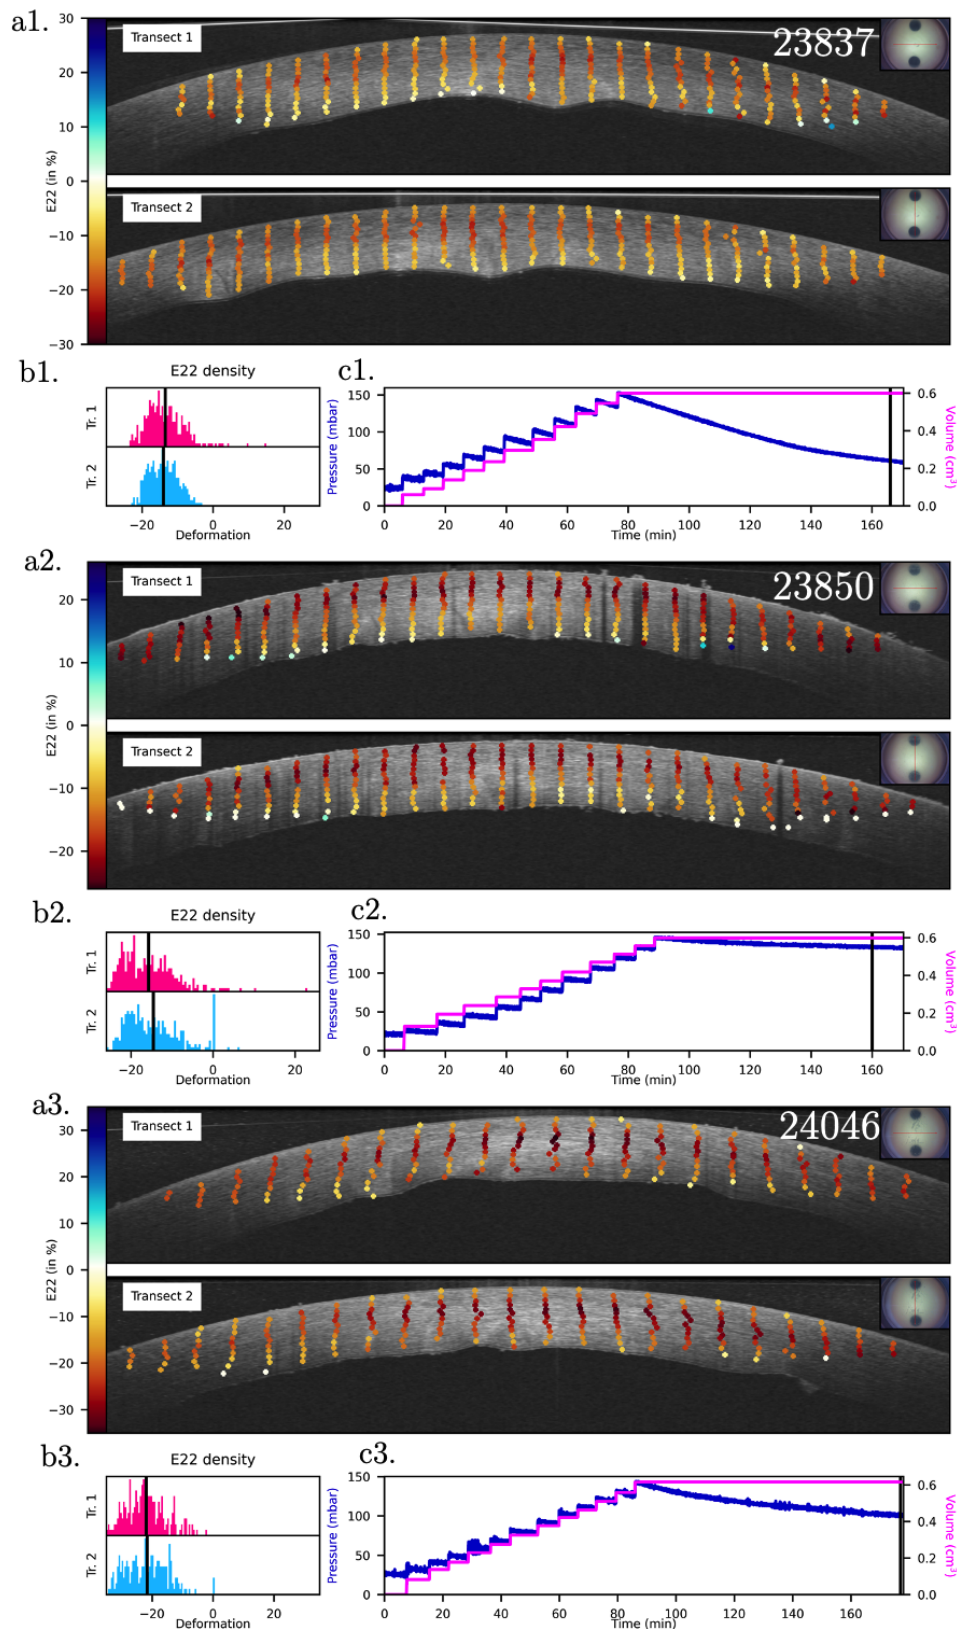 a1.
30
20
10
0
−10
−20
−30
E22 (in %)
Transect 1
23837
Transect 2
b1.
E22 density
Tr. 1
Tr. 2
−20
0
20
Deformation
c1.
150
100
50
0
Pressure (mbar)
0
20
40
60
80
100
120
140
160
Time (min)
0.6
0.4
0.2
0.0
Volume (cm³)
a2.
20
10
0
−10
−20
E22 (in %)
Transect 1
23850
Transect 2
b2.
E22 density
Tr. 1
Tr. 2
−20
0
20
Deformation
c2.
150
100
50
0
Pressure (mbar)
0
20
40
60
80
100
120
140
160
Time (min)
0.6
0.4
0.2
0.0
Volume (cm³)
a3.
30
20
10
0
−10
−20
−30
E22 (in %)
Transect 1
24046
Transect 2
b3.
E22 density
Tr. 1
Tr. 2
−20
0
20
Deformation
c3.
150
100
50
0
Pressure (mbar)
0
20
40
60
80
100
120
140
160
Time (min)
0.6
0.4
0.2
0.0
Volume (cm³)